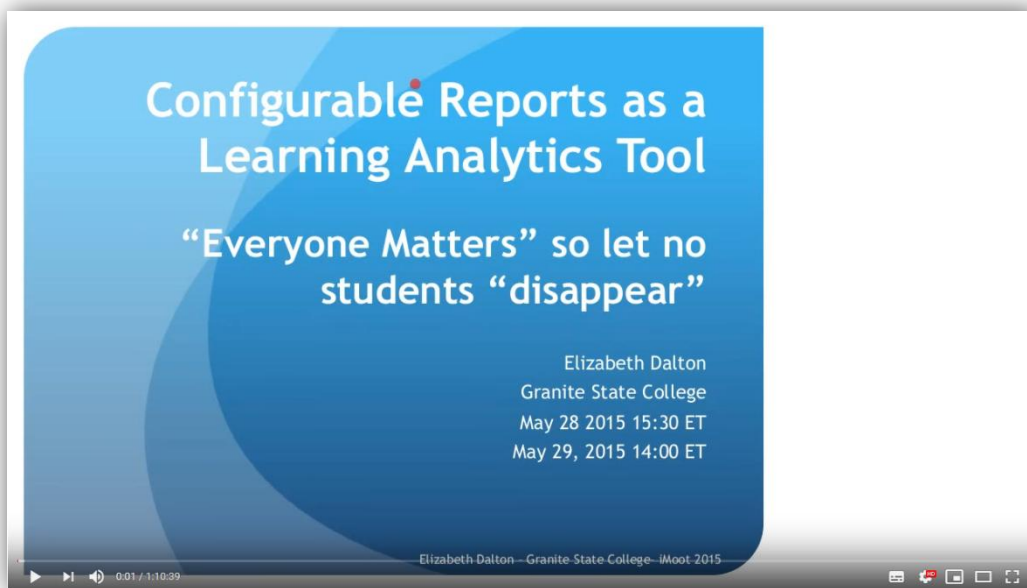 Configurable Reports as a
Learning Analytics Tool
“Everyone Matters” so let no
students “disappear”
Elizabeth Dalton
Granite State College
May 28 2015 15:30 ET
May 29, 2015 14:00 ET
Elizabeth Dalton - Granite State College- iMoot 2015
0:01 / 1:10:39
HD